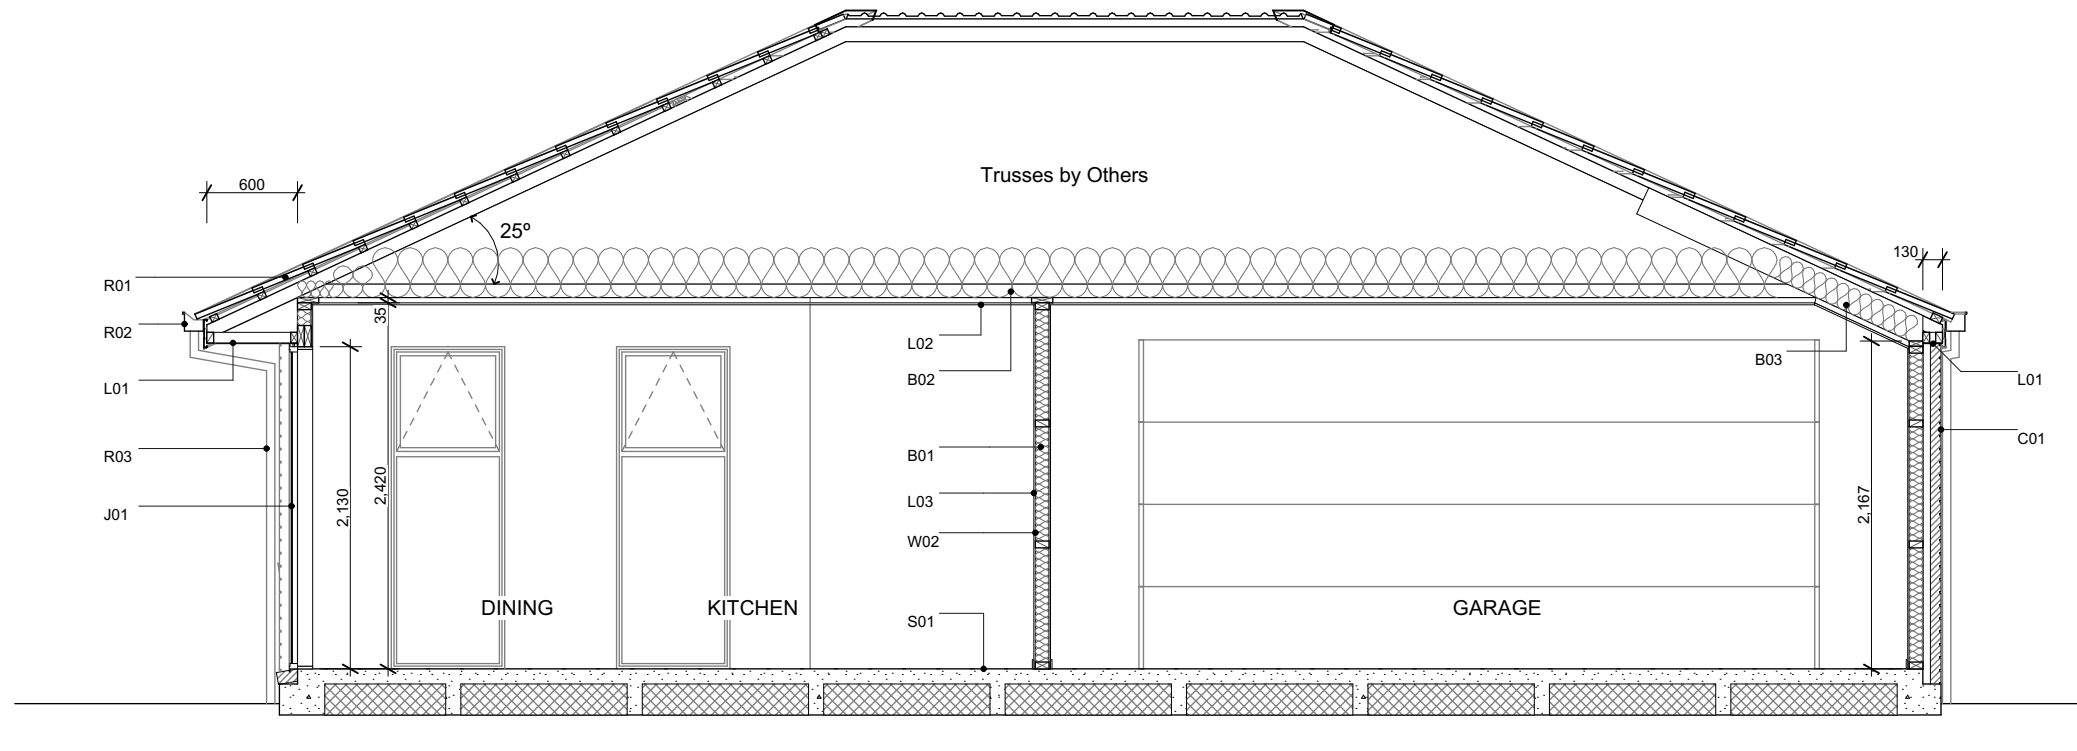 Trusses by Others
600
25º
130
R01
R02
35
L02
B02
B03
L01
L01
R03
C01
B01
2,420
2,130
L03
2,167
J01
W02
DINING
KITCHEN
GARAGE
S01